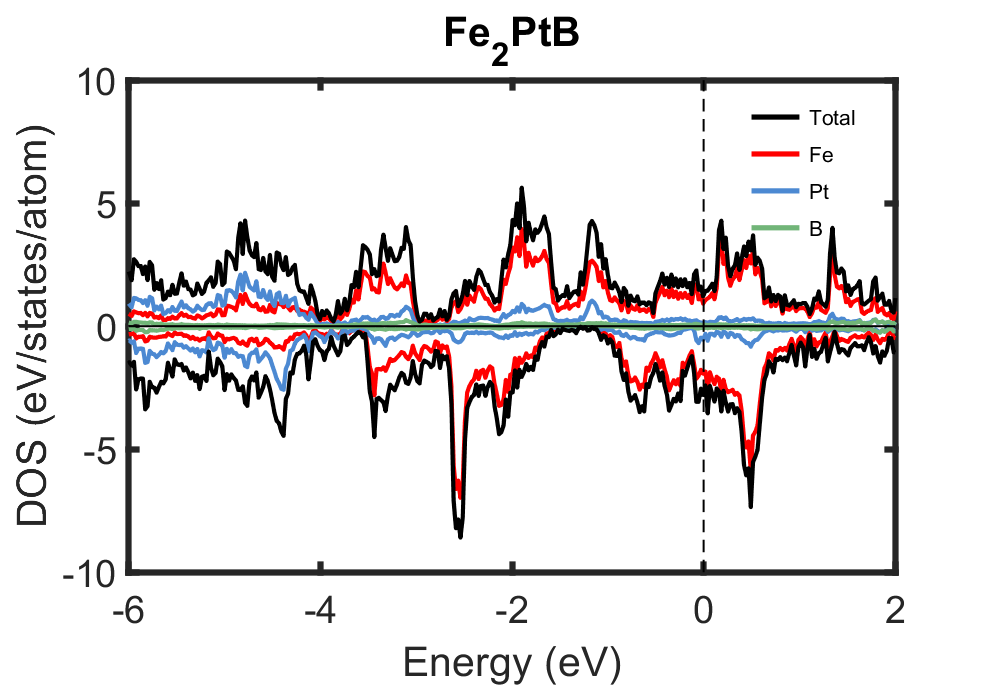 Fe₂PtB
10
5
0
-5
-10
DOS (eV/states/atom)
Total
Fe
Pt
B
-6
-4
-2
0
2
Energy (eV)